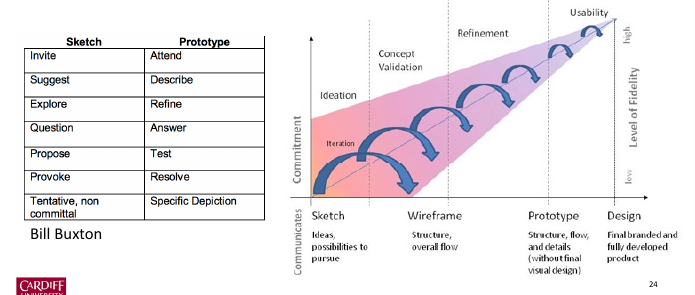 Sketch Prototype
Invite Attend
Suggest Describe
Explore Refine
Question Answer
Propose Test
Provoke Resolve
Tentative, non Specific Depiction
committal
Bill Buxton
CARDIFF
UNIVERSITY
Usability
Refinement
Concept
Validation
Ideation
Iteration
Commitment
high
Level of Fidelity
low
Communicates
Sketch Wireframe Prototype Design
Ideas, Structure, Structure, flow, Final branded and
possibilities to overall flow and details fully developed
pursue (without final product
visual design)
24